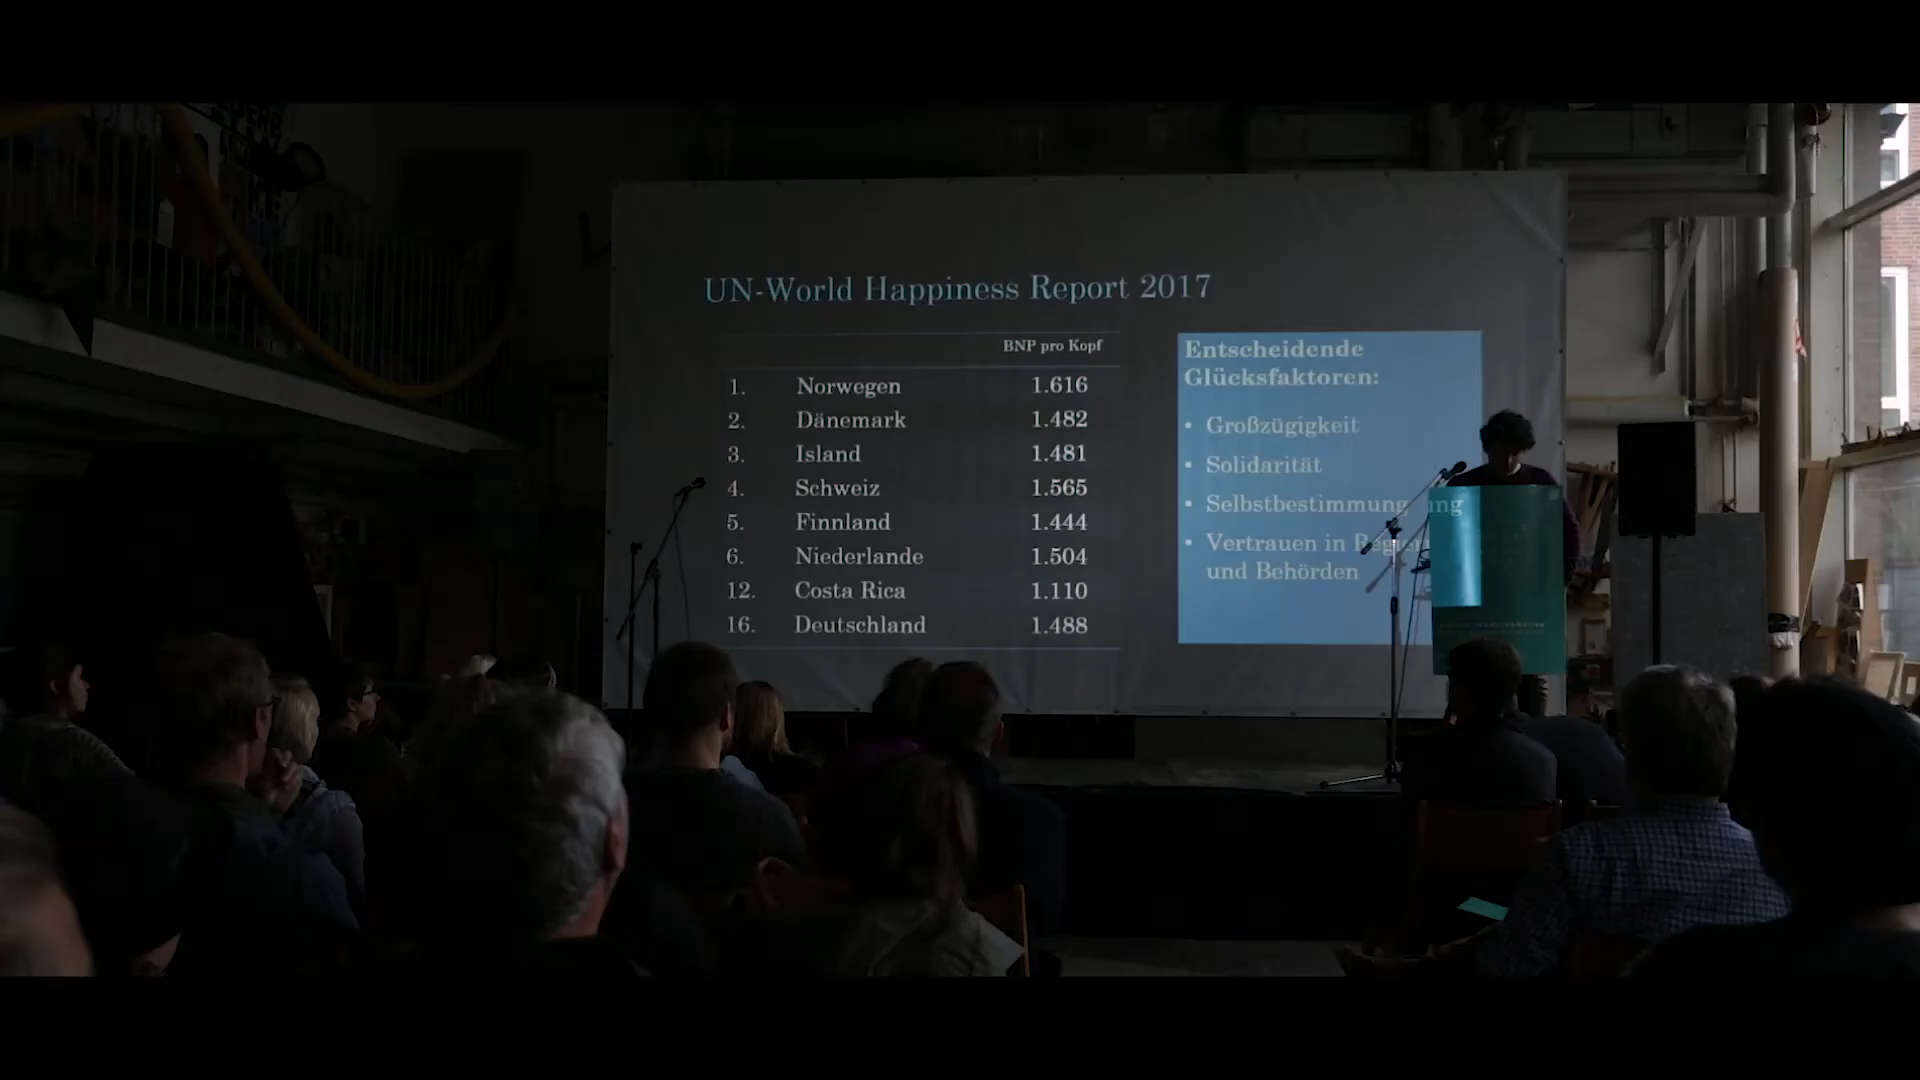 UN-World Happiness Report 2017
BNP pro Kopf
1. Norwegen 1.616
2. Dänemark 1.482
3. Island 1.481
4. Schweiz 1.565
5. Finnland 1.444
6. Niederlande 1.504
12. Costa Rica 1.110
16. Deutschland 1.488
Entscheidende
Glücksfaktoren:
• Großzügigkeit
• Solidarität
• Selbstbestimmung
• Vertrauen in
und Behörden